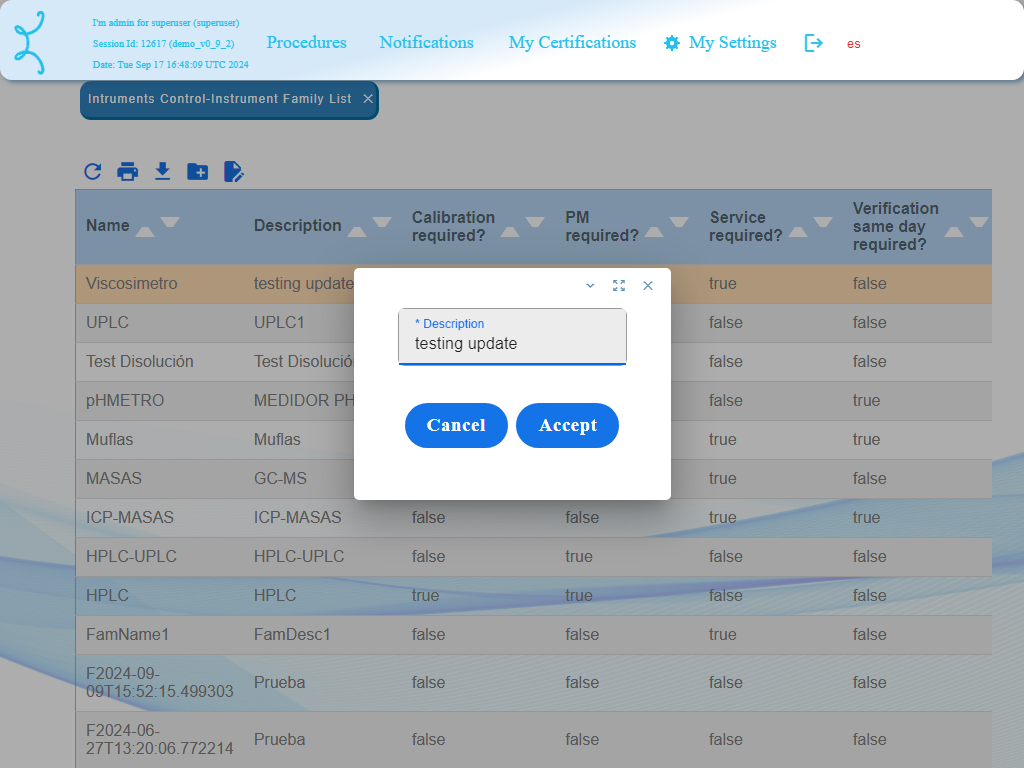 I'm admin for superuser (superuser)
Session Id: 12617 (demo_v0_9_2)
Date: Tue Sep 17 16:48:09 UTC 2024
Procedures Notifications My Certifications My Settings es
Intruments Control-Instrument Family List
Name Description Calibration required? PM required? Service required? Verification same day required?
Viscosimetro testing update true false
UPLC UPLC1 false false
Test Disolución Test Disolució false false
pHMETRO MEDIDOR PH false true
Muflas Muflas true true
MASAS GC-MS true false
* Description
testing update
Cancel Accept
ICP-MASAS ICP-MASAS false false true true
HPLC-UPLC HPLC-UPLC false true false false
HPLC HPLC true true false false
FamName1 FamDesc1 false false true false
F2024-09-
09T15:52:15.499303 Prueba false false false false
F2024-06-
27T13:20:06.772214 Prueba false false false false